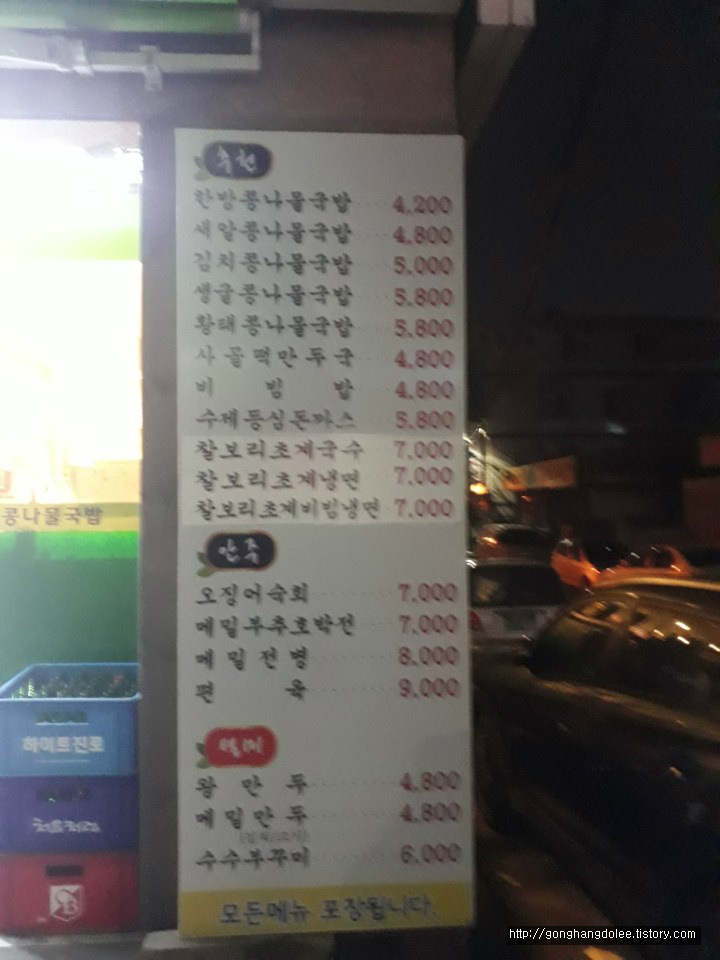 추천
한방콩나물국밥 4,200
새알콩나물국밥 4,800
김치콩나물국밥 5,000
생굴콩나물국밥 5,800
황태콩나물국밥 5,800
사골떡만두국 4,800
비빔밥 4,800
수제등심돈까스 5,800
찰보리초계국수 7,000
찰보리초계냉면 7,000
찰보리초계비빔냉면 7,000
안주
오징어숙회 7,000
메밀부추호박전 7,000
메밀전병 8,000
편육 9,000
별미
왕만두 4,800
메밀만두 4,800
수수부꾸미 6,000
모든메뉴 포장됩니다.
콩나물국밥
하이트진로
처음처럼
http://gonghangdolee.tistory.com